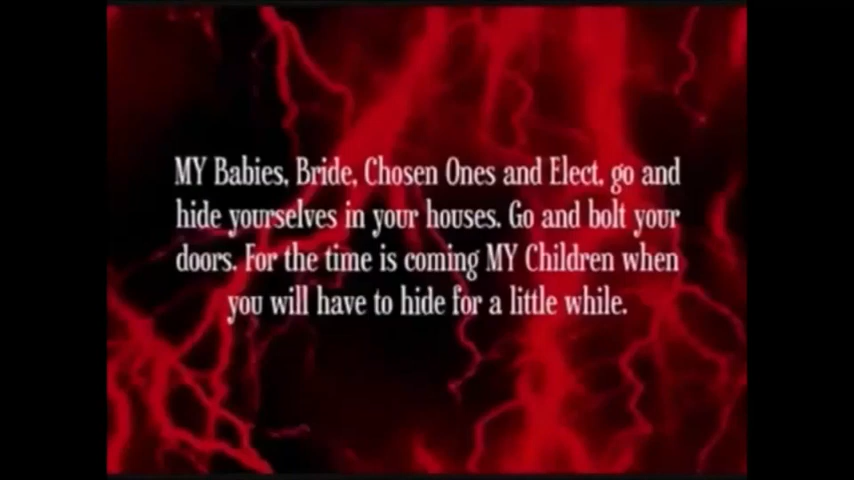 MY Babies, Bride, Chosen Ones and Elect, go and
hide yourselves in your houses. Go and bolt your
doors. For the time is coming MY Children when
you will have to hide for a little while.